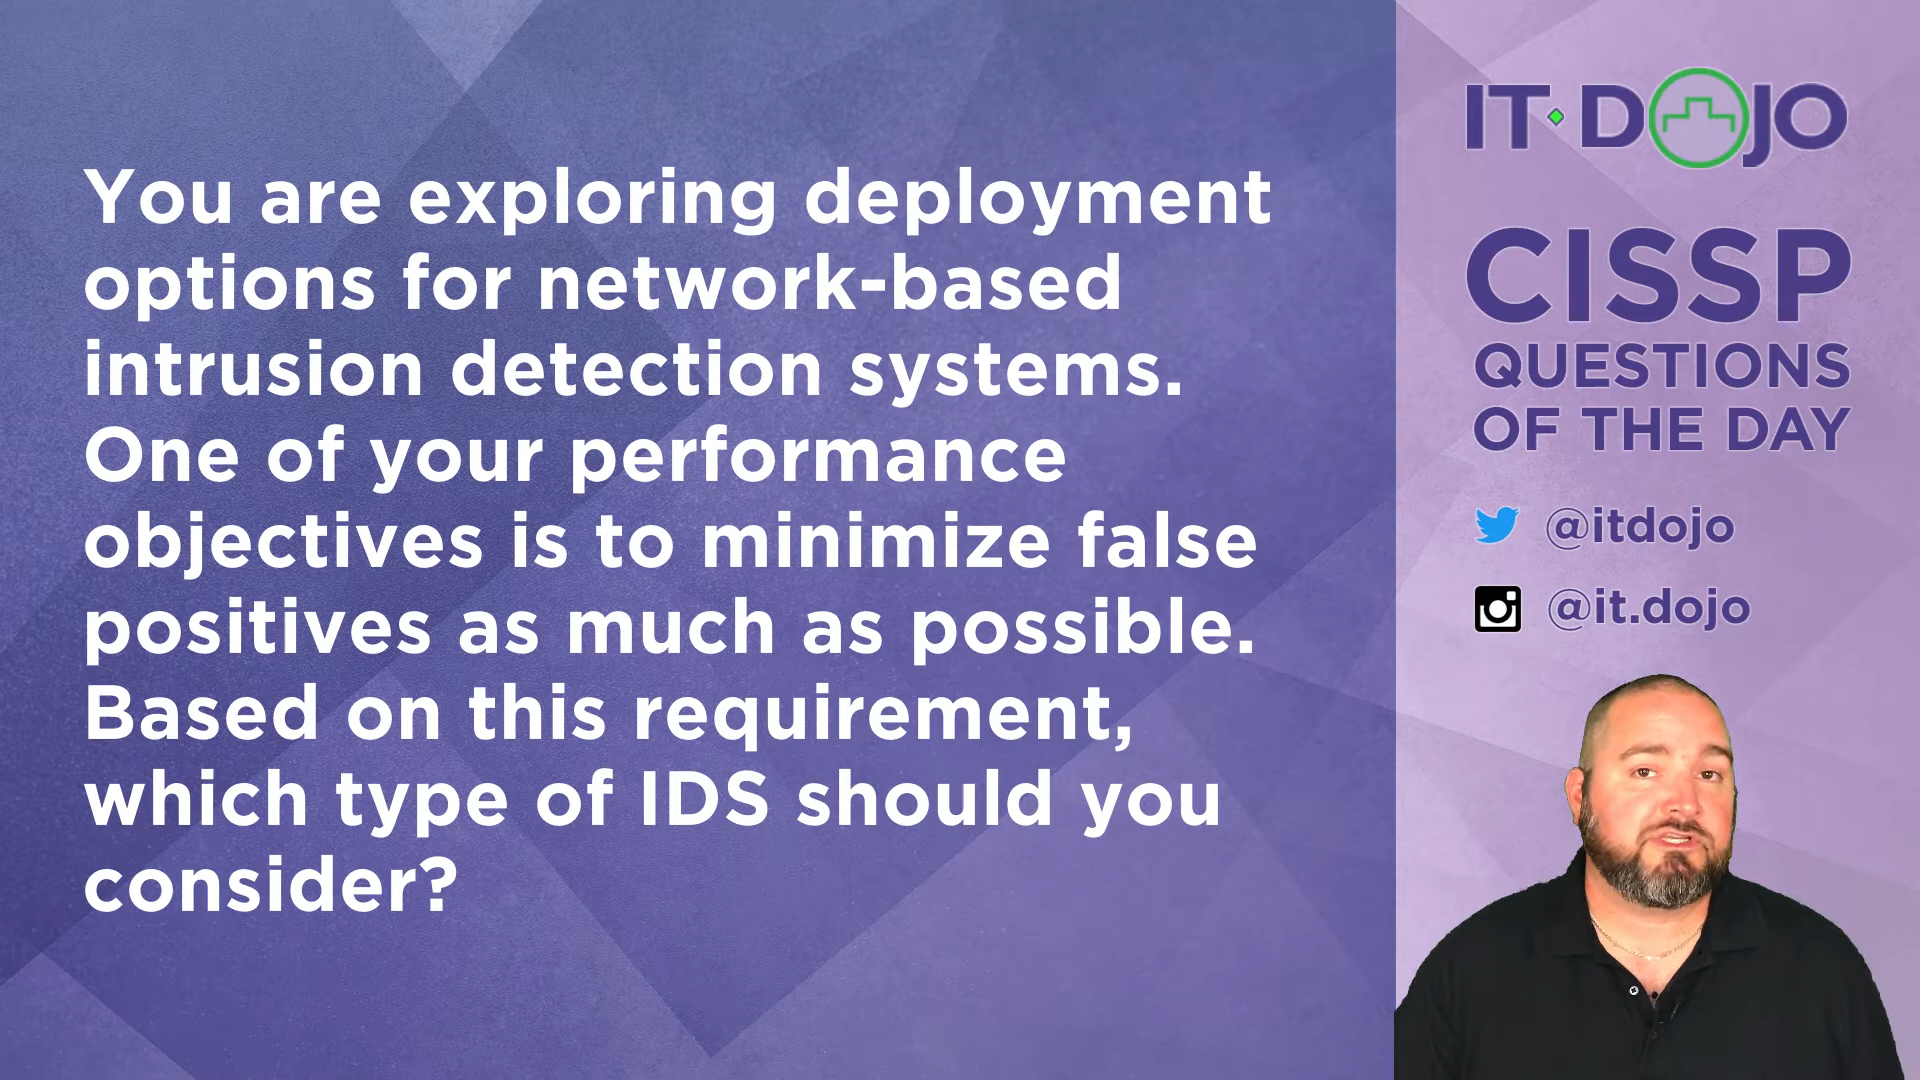 You are exploring deployment
options for network-based
intrusion detection systems.
One of your performance
objectives is to minimize false
positives as much as possible.
Based on this requirement,
which type of IDS should you
consider?
IT DOJO
CISSP
QUESTIONS
OF THE DAY
@itdojo
@it.dojo